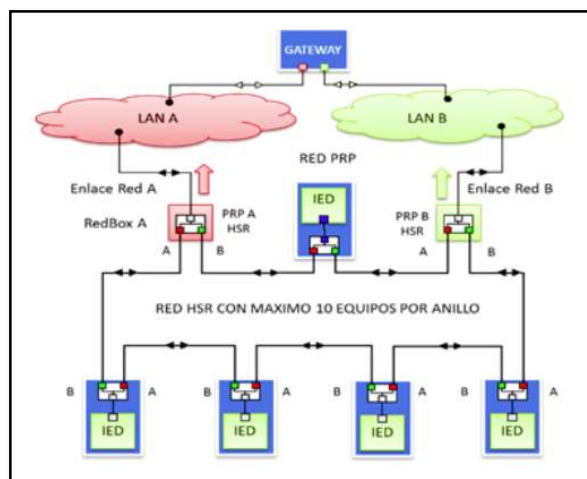 GATEWAY
LAN A
LAN B
RED PRP
Enlace Red A
Enlace Red B
RedBox A
PRP A
HSR
IED
PRP B
HSR
A
B
A
B
RED HSR CON MAXIMO 10 EQUIPOS POR ANILLO
B
A
B
A
B
A
B
A
IED
IED
IED
IED